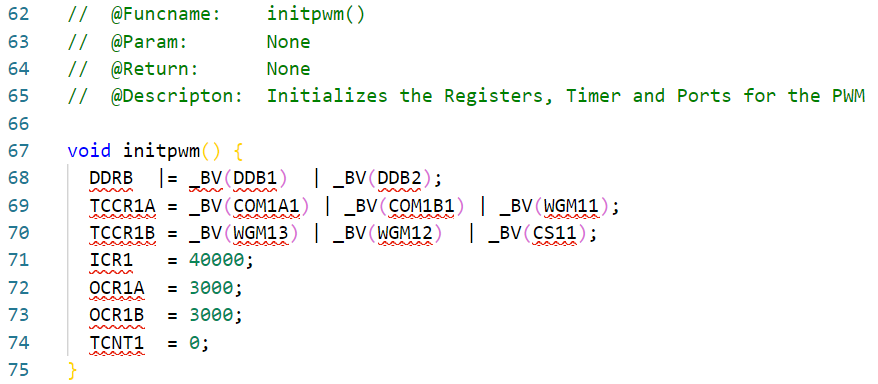 62 // @Funcname: initpwm()
63 // @Param: None
64 // @Return: None
65 // @Descripton: Initializes the Registers, Timer and Ports for the PWM
66
67 void initpwm() {
68 DDRB |= _BV(DDB1) | _BV(DDB2);
69 TCCR1A = _BV(COM1A1) | _BV(COM1B1) | _BV(WGM11);
70 TCCR1B = _BV(WGM13) | _BV(WGM12) | _BV(CS11);
71 ICR1 = 40000;
72 OCR1A = 3000;
73 OCR1B = 3000;
74 TCNT1 = 0;
75 }